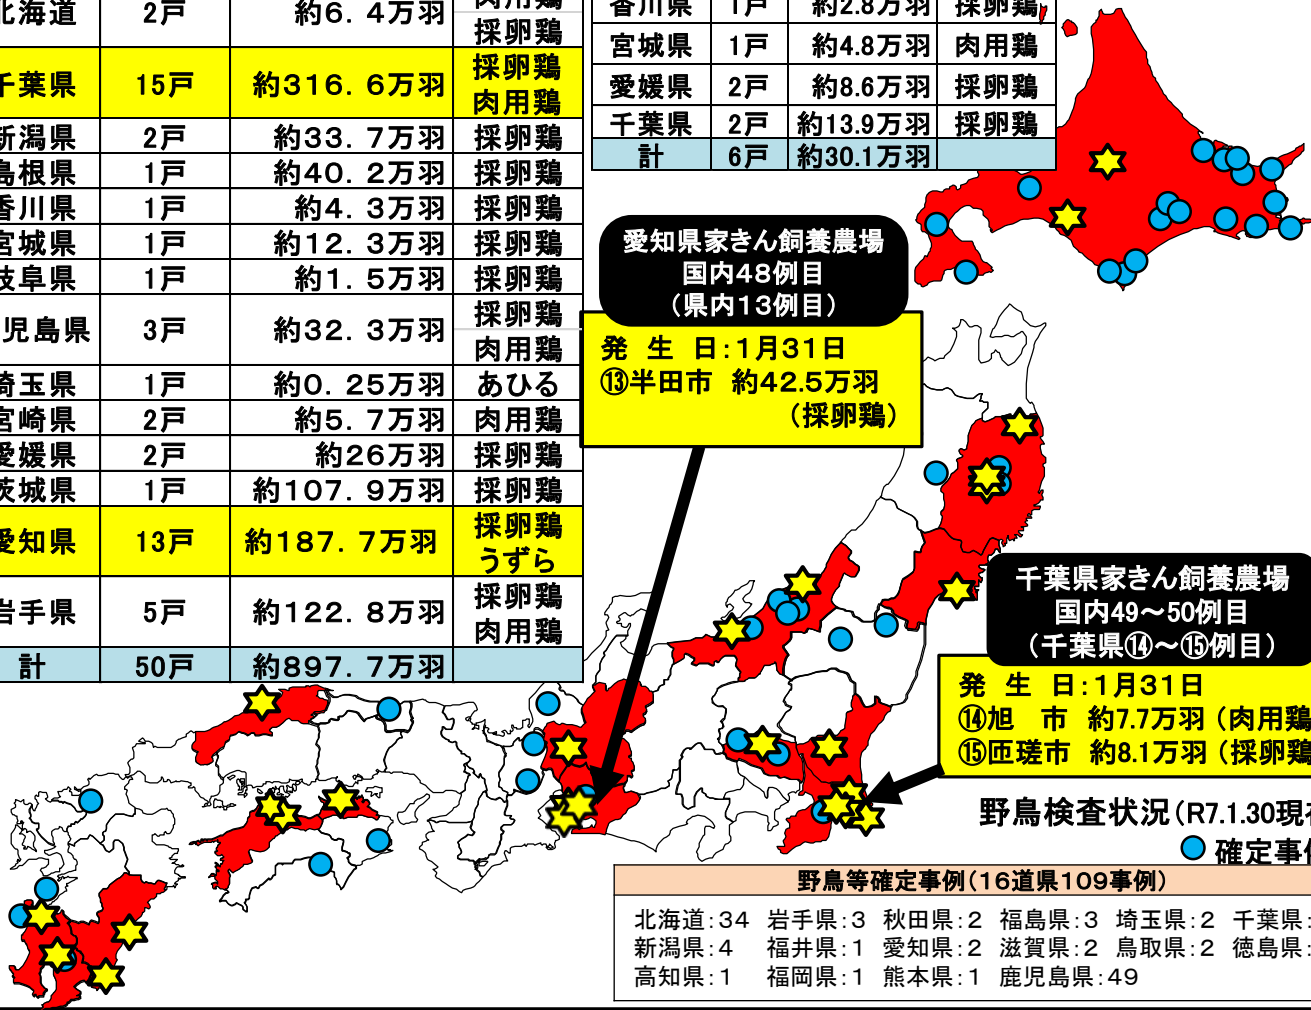 北海道 2戸 約6.4万羽 肉用鶏
採卵鶏
千葉県 15戸 約316.6万羽 採卵鶏
肉用鶏
新潟県 2戸 約33.7万羽 採卵鶏
島根県 1戸 約40.2万羽 採卵鶏
香川県 1戸 約4.3万羽 採卵鶏
宮城県 1戸 約12.3万羽 採卵鶏
岐阜県 1戸 約1.5万羽 採卵鶏
児島県 3戸 約32.3万羽 採卵鶏
肉用鶏
埼玉県 1戸 約0.25万羽 あひる
宮崎県 2戸 約5.7万羽 肉用鶏
愛媛県 2戸 約26万羽 採卵鶏
茨城県 1戸 約107.9万羽 採卵鶏
愛知県 13戸 約187.7万羽 採卵鶏
うずら
岩手県 5戸 約122.8万羽 採卵鶏
肉用鶏
計 50戸 約897.7万羽
香川県 1戸 約2.8万羽 採卵鶏
宮城県 1戸 約4.8万羽 肉用鶏
愛媛県 2戸 約8.6万羽 採卵鶏
千葉県 2戸 約13.9万羽 採卵鶏
計 6戸 約30.1万羽
愛知県家きん飼養農場
国内48例目
（県内13例目）
発 生 日：1月31日
⑬半田市 約42.5万羽
（採卵鶏）
千葉県家きん飼養農場
国内49～50例目
（千葉県⑭～⑮例目）
発 生 日：1月31日
⑭旭 市 約7.7万羽（肉用鶏
⑮匝瑳市 約8.1万羽（採卵鶏
野鳥検査状況（R7.1.30現在
確定事例
野鳥等確定事例（16道県109事例）
北海道：34 岩手県：3 秋田県：2 福島県：3 埼玉県：2 千葉県：
新潟県：4 福井県：1 愛知県：2 滋賀県：2 鳥取県：2 徳島県：
高知県：1 福岡県：1 熊本県：1 鹿児島県：49